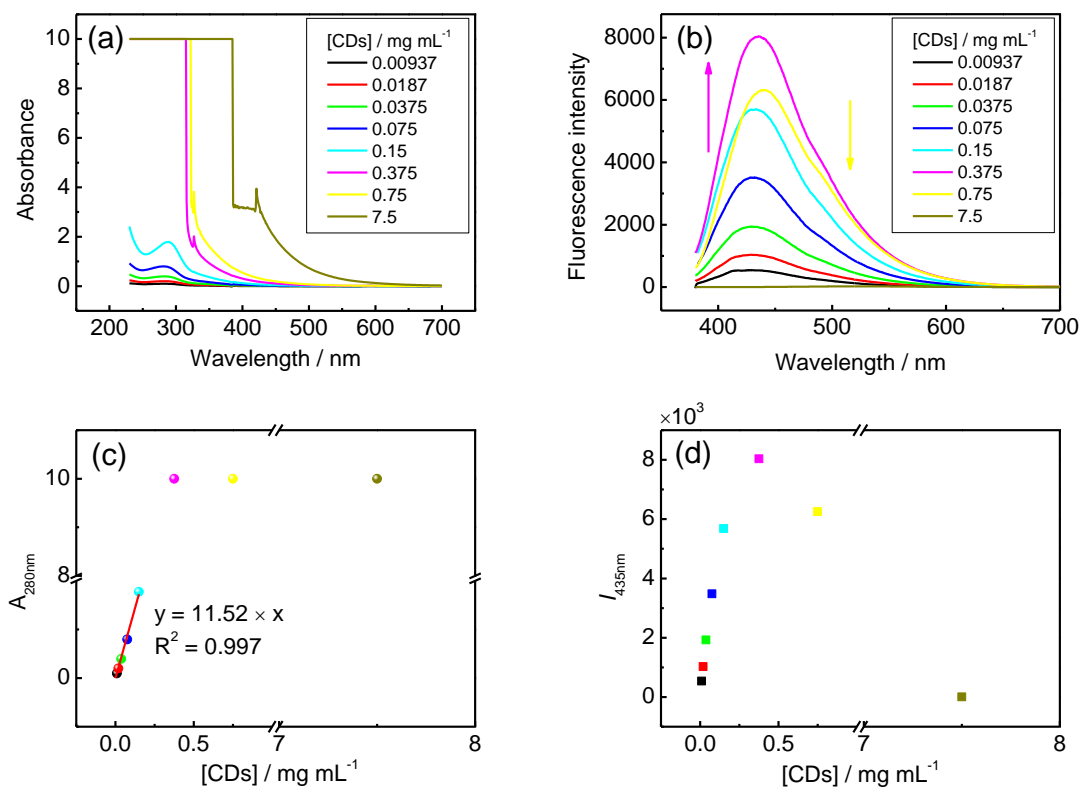 (a)
10
8
6
4
2
0
Absorbance
200 300 400 500 600 700
Wavelength / nm
[CDs] / mg mL⁻¹
0.00937
0.0187
0.0375
0.075
0.15
0.375
0.75
7.5
(b)
8000
6000
4000
2000
0
Fluorescence intensity
400 500 600 700
Wavelength / nm
[CDs] / mg mL⁻¹
0.00937
0.0187
0.0375
0.075
0.15
0.375
0.75
7.5
(c)
10
8
0
A280nm
y = 11.52 × x
R² = 0.997
0.0 0.5 7 8
[CDs] / mg mL⁻¹
×10³
(d)
8
6
4
2
0
I435nm
0.0 0.5 7 8
[CDs] / mg mL⁻¹